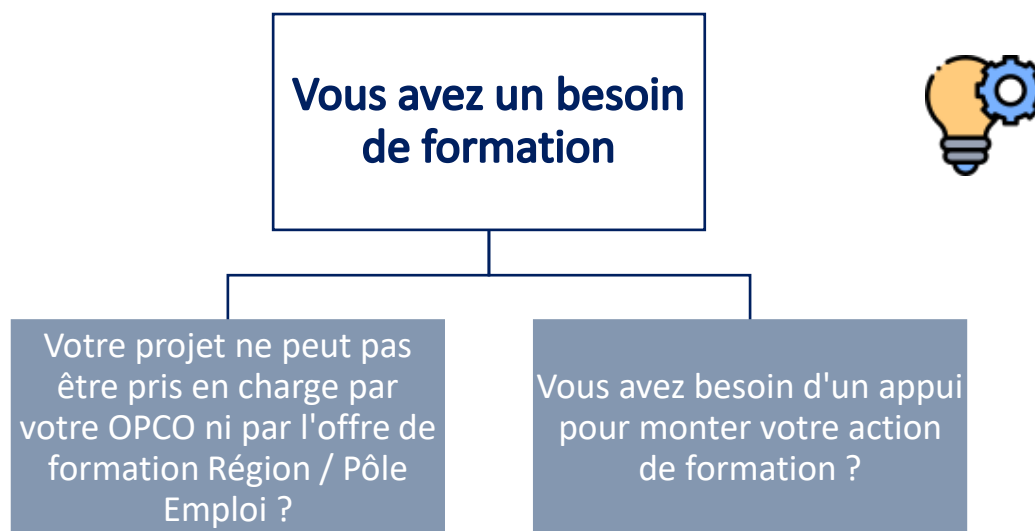 Vous avez un besoin
de formation
Votre projet ne peut pas
être pris en charge par
votre OPCO ni par l'offre de
formation Région / Pôle
Emploi ?
Vous avez besoin d'un appui
pour monter votre action
de formation ?